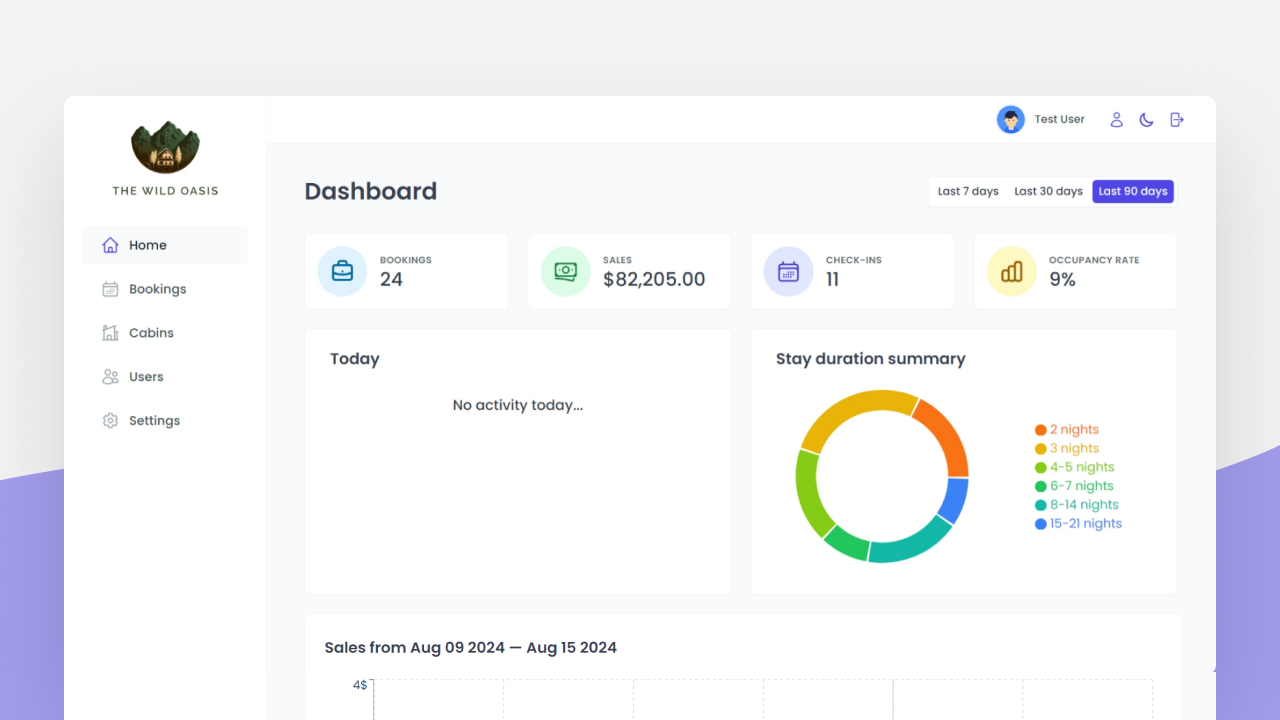 THE WILD OASIS
Home
Bookings
Cabins
Users
Settings
Test User
Dashboard
Last 7 days Last 30 days Last 90 days
BOOKINGS
24
SALES
$82,205.00
CHECK-INS
11
OCCUPANCY RATE
9%
Today
No activity today...
Stay duration summary
2 nights
3 nights
4-5 nights
6-7 nights
8-14 nights
15-21 nights
Sales from Aug 09 2024 — Aug 15 2024
4$